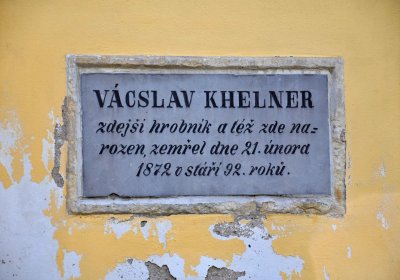 VÁCSLAV KHELNER
zdejší hrobník a též zde na-
rozen, zemřel dne 21. února
1872 v stáří 92. roků.